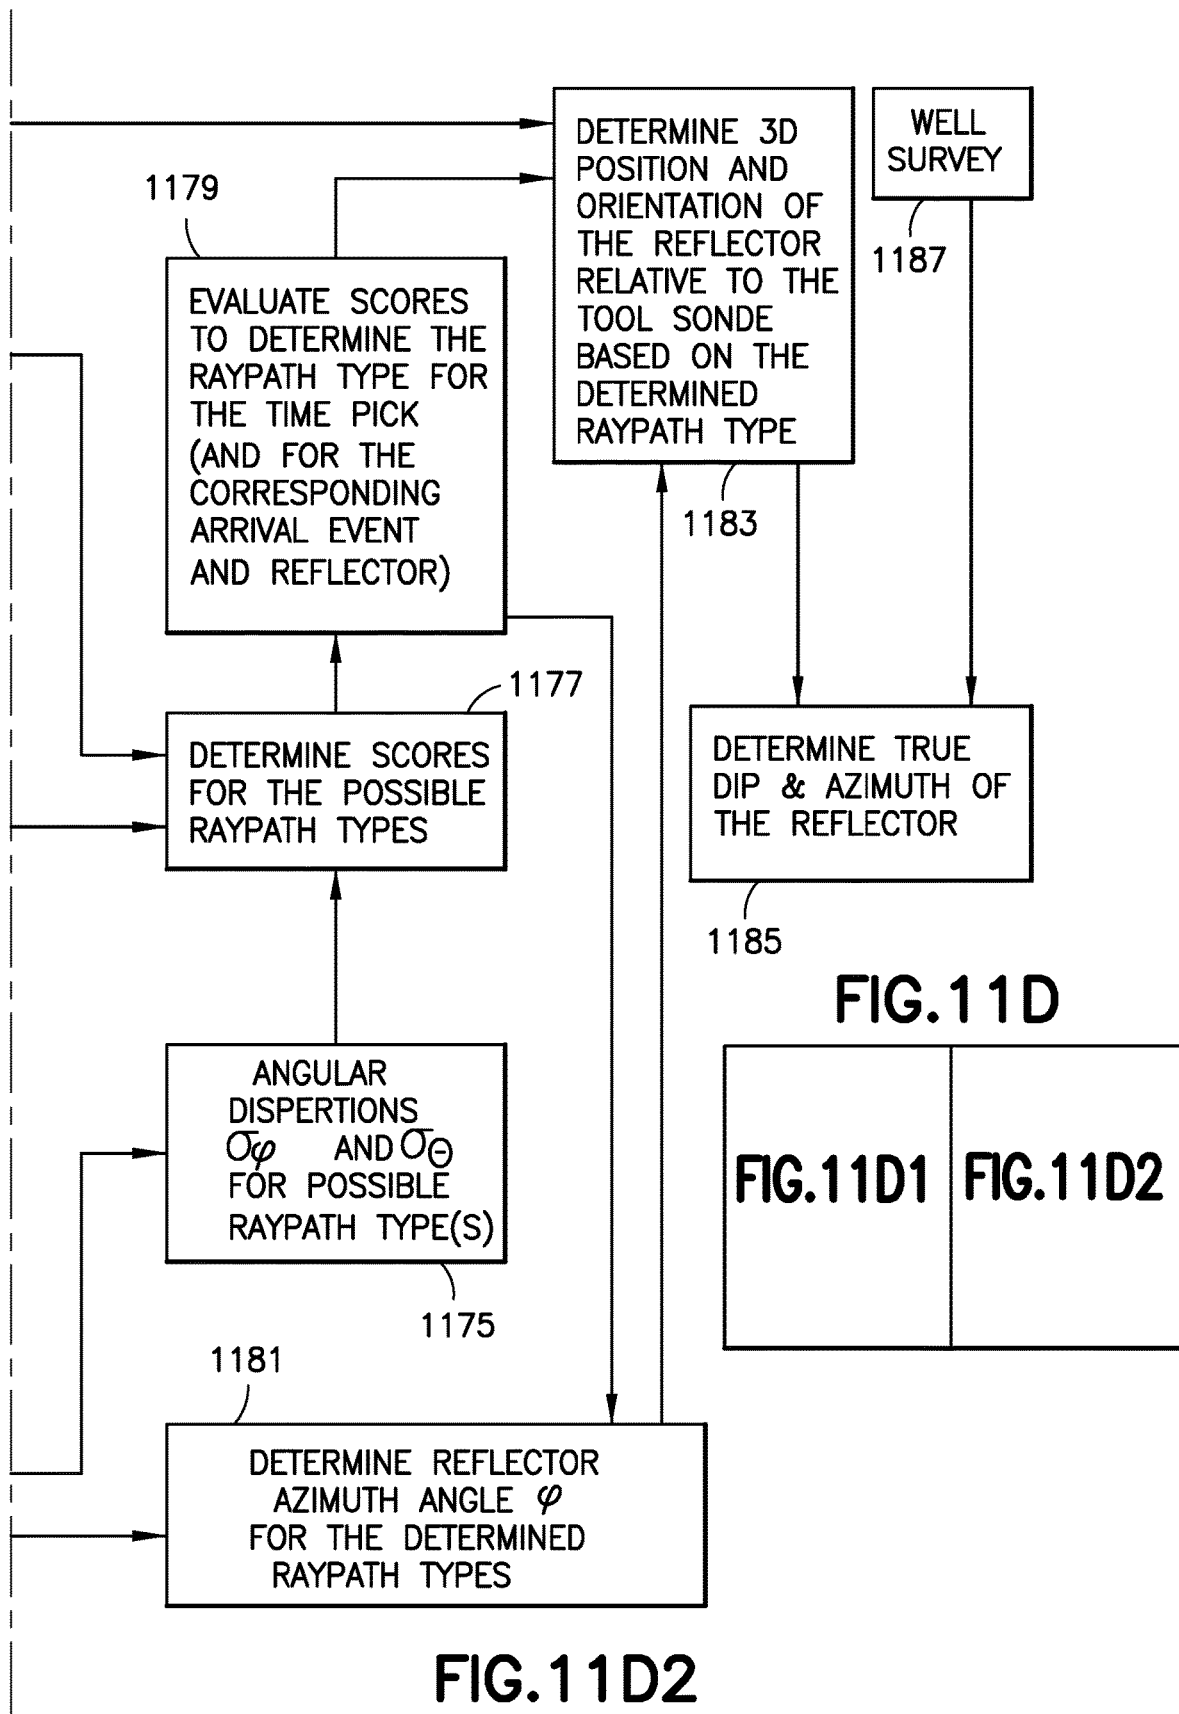 DETERMINE 3D
POSITION AND
ORIENTATION OF
THE REFLECTOR
RELATIVE TO THE
TOOL SONDE
BASED ON THE
DETERMINED
RAYPATH TYPE
1183
WELL
SURVEY
1187
1179
EVALUATE SCORES
TO DETERMINE THE
RAYPATH TYPE FOR
THE TIME PICK
(AND FOR THE
CORRESPONDING
ARRIVAL EVENT
AND REFLECTOR)
1177
DETERMINE SCORES
FOR THE POSSIBLE
RAYPATH TYPES
DETERMINE TRUE
DIP & AZIMUTH OF
THE REFLECTOR
1185
FIG.11D
ANGULAR
DISPERTIONS
σφ AND σΘ
FOR POSSIBLE
RAYPATH TYPE(S)
1175
FIG.11D1
FIG.11D2
1181
DETERMINE REFLECTOR
AZIMUTH ANGLE φ
FOR THE DETERMINED
RAYPATH TYPES
FIG.11D2